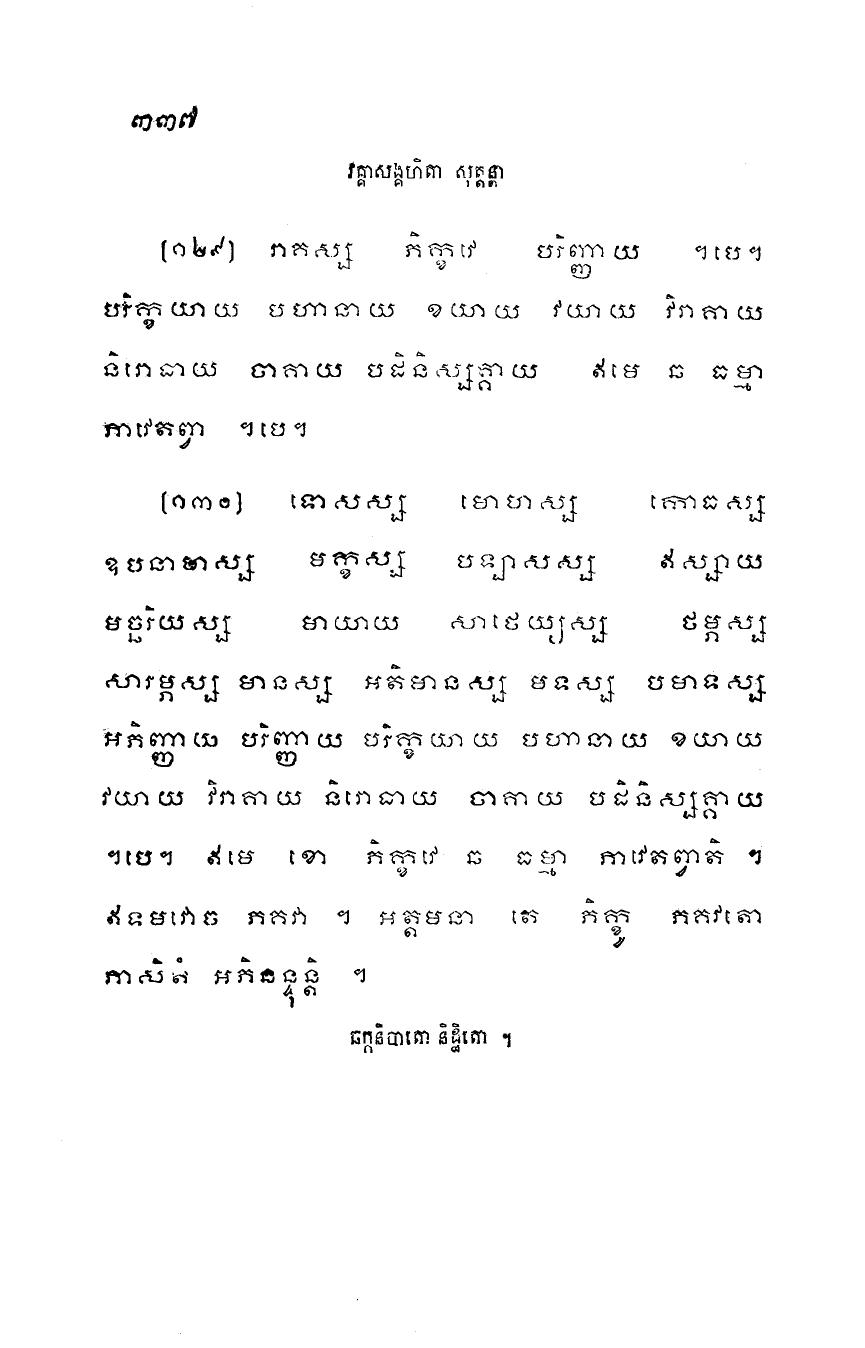 ៣៣៧
វគ្គាសង្គហិតា សុត្តន្តា
(១២៩) រាគស្ស ភិក្ខវេ បរិញ្ញាយ ។បេ។
បរិក្ខយាយ បហានាយ ខយាយ វយាយ វិរាគាយ
និរោធាយ ចាគាយ បដិនិស្សគ្គាយ ឥមេ ឆ ធម្មា
ភាវេតព្វា ។បេ។
(១៣០) ទោសស្ស មោហស្ស កោធស្ស
ឧបនាហស្ស មក្ខស្ស បឡាសស្ស ឥស្សាយ
មច្ឆរិយស្ស មាយាយ សាថេយ្យស្ស ថម្ភស្ស
សារម្ភស្ស មានស្ស អតិមានស្ស មទស្ស បមាទស្ស
អភិញ្ញាយ បរិញ្ញាយ បរិក្ខយាយ បហានាយ ខយាយ
វយាយ វិរាគាយ និរោធាយ ចាគាយ បដិនិស្សគ្គាយ
។បេ។ ឥមេ ខោ ភិក្ខវេ ឆ ធម្មា ភាវេតព្វាតិ ។
ឥទមវោច ភគវា ។ អត្តមនា តេ ភិក្ខូ ភគវតោ
ភាសិតំ អភិនន្ទុន្តិ ។
ឆក្កនិបាតោ និដ្ឋិតោ ។